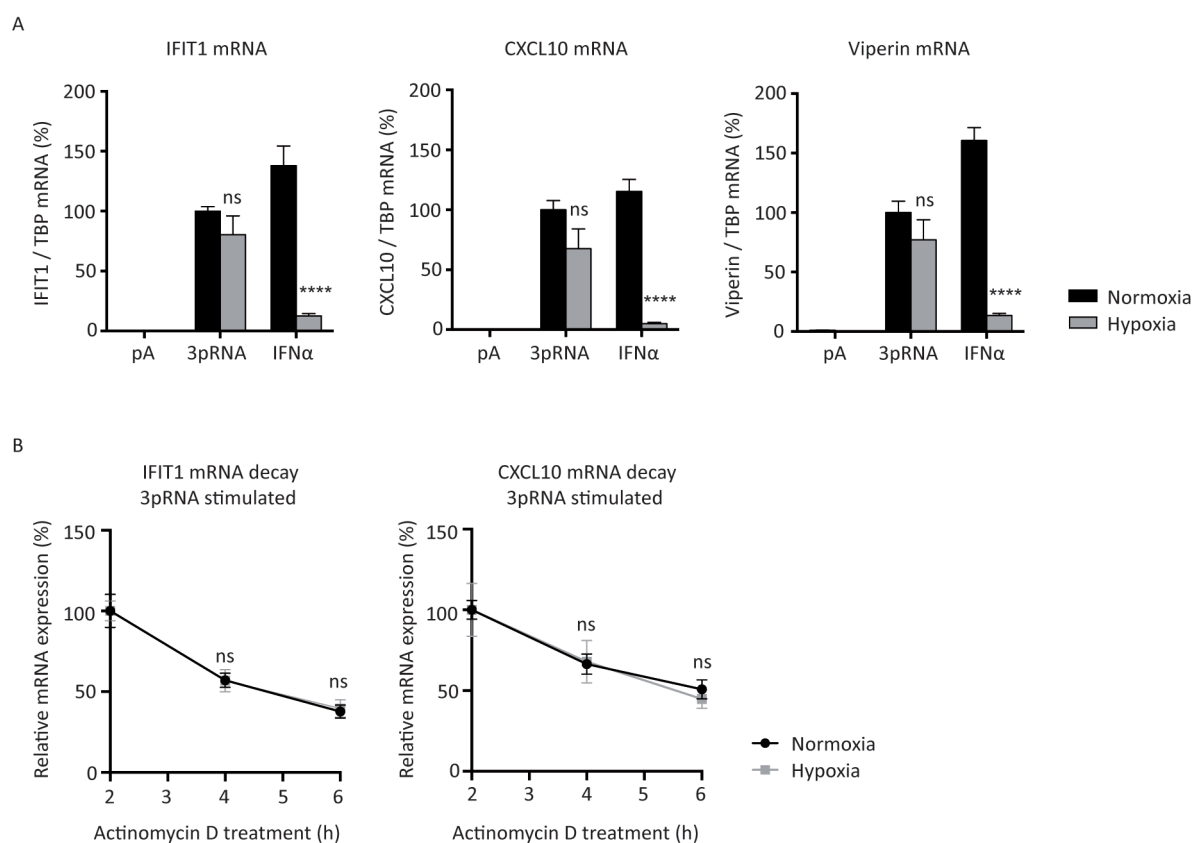 A
IFIT1 mRNA
CXCL10 mRNA
Viperin mRNA
IFIT1 / TBP mRNA (%)
200
150
100
50
0
ns
****
pA
3pRNA
IFNα
CXCL10 / TBP mRNA (%)
200
150
100
50
0
ns
****
pA
3pRNA
IFNα
Viperin / TBP mRNA (%)
200
150
100
50
0
ns
****
pA
3pRNA
IFNα
Normoxia
Hypoxia
B
IFIT1 mRNA decay
3pRNA stimulated
Relative mRNA expression (%)
150
100
50
0
ns
ns
2
3
4
5
6
Actinomycin D treatment (h)
CXCL10 mRNA decay
3pRNA stimulated
Relative mRNA expression (%)
150
100
50
0
ns
ns
2
3
4
5
6
Actinomycin D treatment (h)
Normoxia
Hypoxia